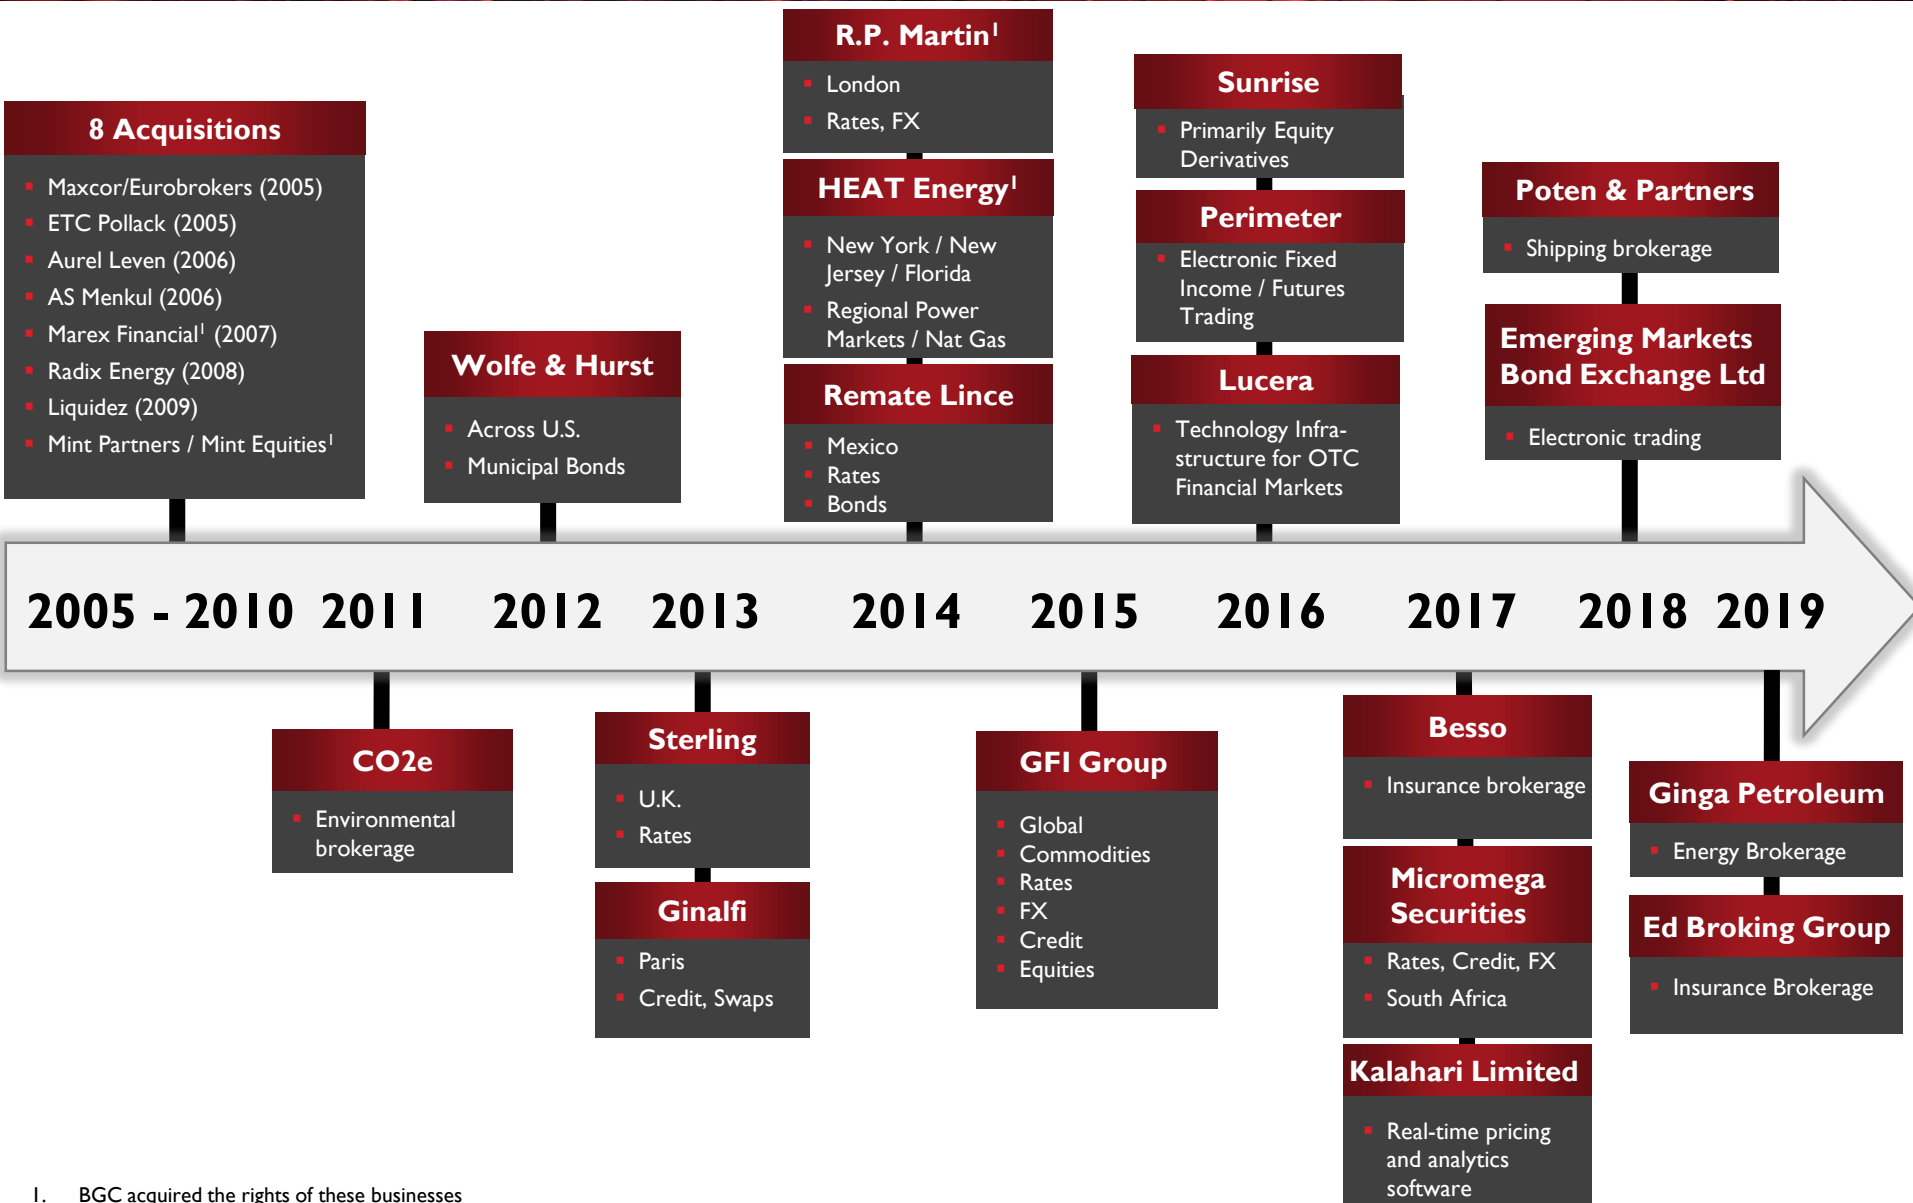 8 Acquisitions
Maxcor/Eurobrokers (2005)
ETC Pollack (2005)
Aurel Leven (2006)
AS Menkul (2006)
Marex Financial¹ (2007)
Radix Energy (2008)
Liquidez (2009)
Mint Partners / Mint Equities¹
Wolfe & Hurst
Across U.S.
Municipal Bonds
R.P. Martin¹
London
Rates, FX
HEAT Energy¹
New York / New
Jersey / Florida
Regional Power
Markets / Nat Gas
Remate Lince
Mexico
Rates
Bonds
Sunrise
Primarily Equity
Derivatives
Perimeter
Electronic Fixed
Income / Futures
Trading
Lucera
Technology Infra-
structure for OTC
Financial Markets
Poten & Partners
Shipping brokerage
Emerging Markets
Bond Exchange Ltd
Electronic trading
2005 - 2010 2011 2012 2013 2014 2015 2016 2017 2018 2019
CO2e
Environmental
brokerage
Sterling
U.K.
Rates
Ginalfi
Paris
Credit, Swaps
GFI Group
Global
Commodities
Rates
FX
Credit
Equities
Besso
Insurance brokerage
Micromega
Securities
Rates, Credit, FX
South Africa
Kalahari Limited
Real-time pricing
and analytics
software
Ginga Petroleum
Energy Brokerage
Ed Broking Group
Insurance Brokerage
1. BGC acquired the rights of these businesses